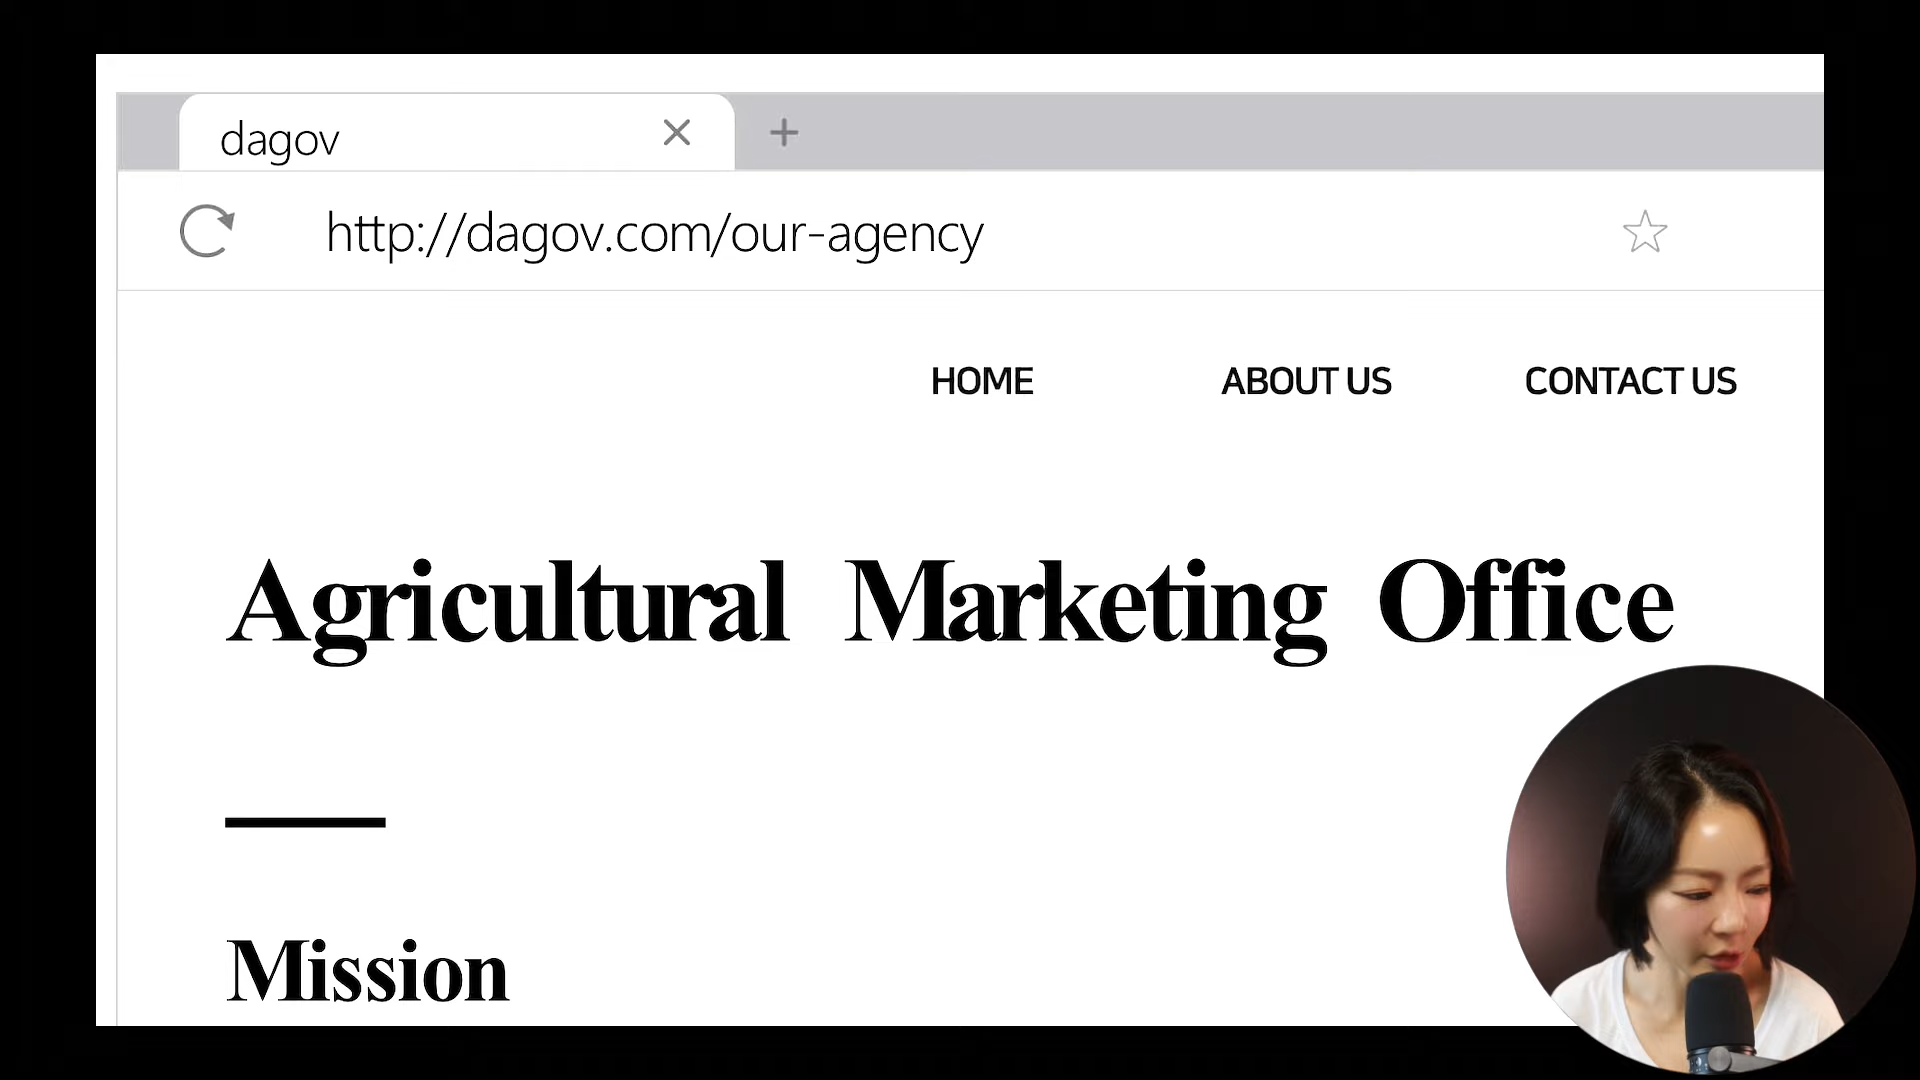 dagov
http://dagov.com/our-agency
HOME ABOUT US CONTACT US
Agricultural Marketing Office
Mission